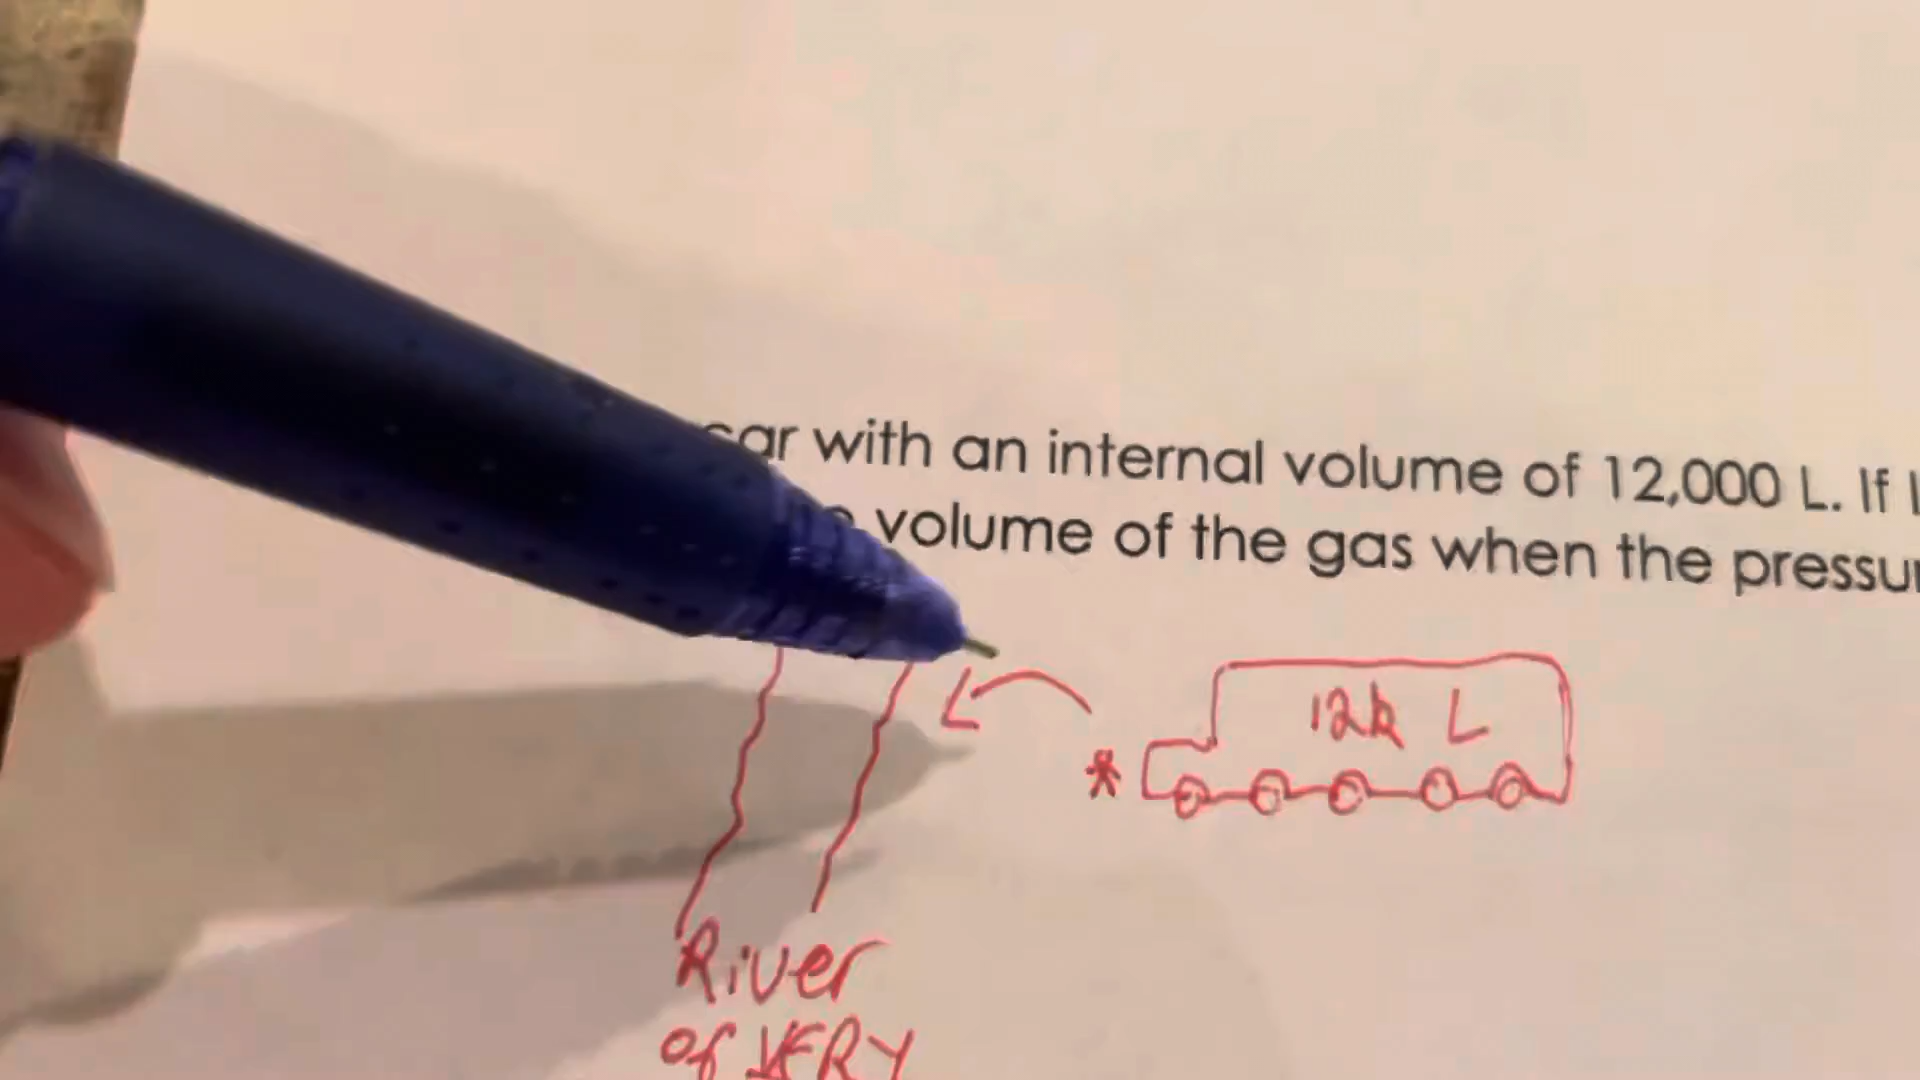 car with an internal volume of 12,000 L. If
volume of the gas when the
12k L
River
of VERY